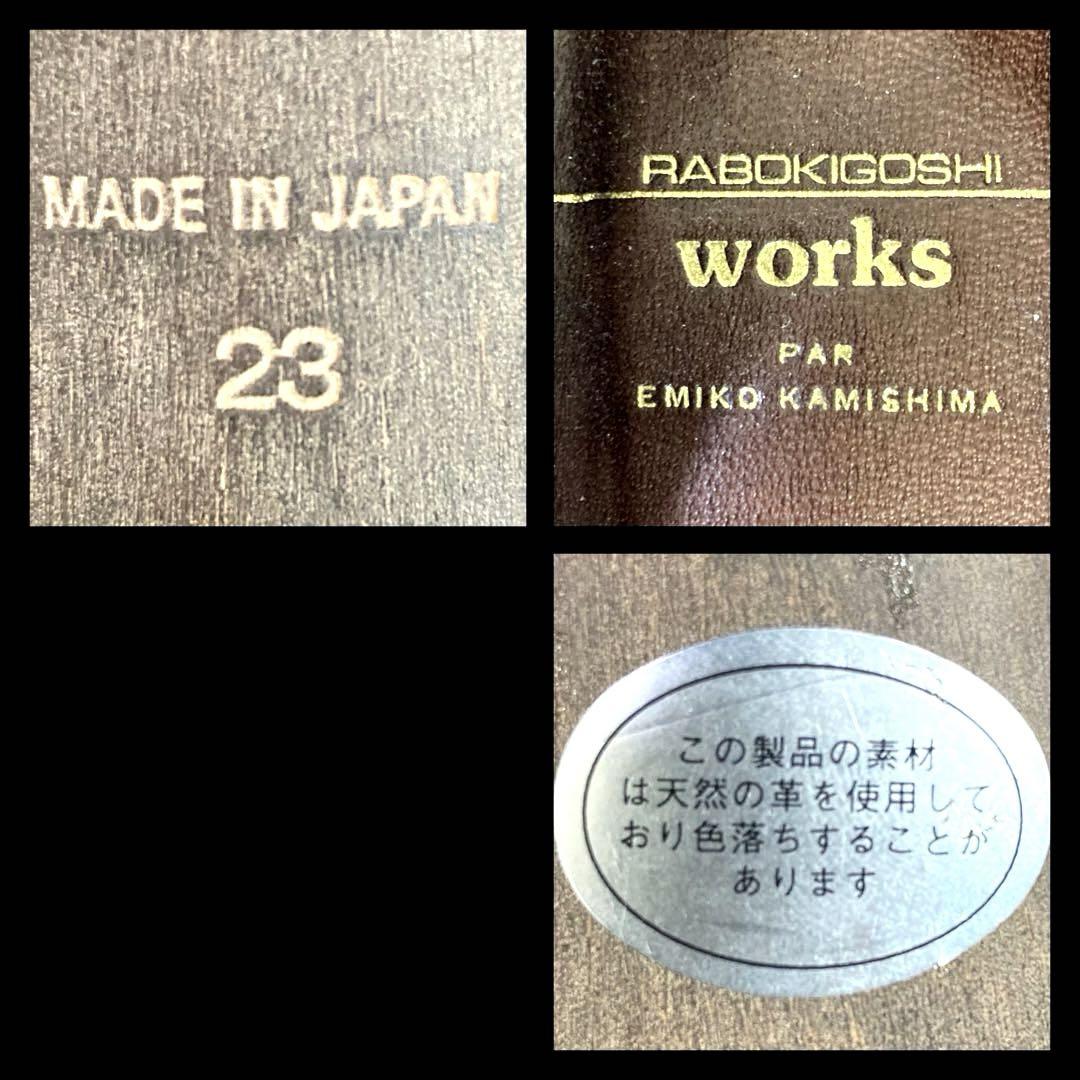 MADE IN JAPAN
23
RABOKIGOSHI
works
PAR
EMIKO KAMISHIMA
この製品の素材
は天然の革を使用して
おり色落ちすることが
あります